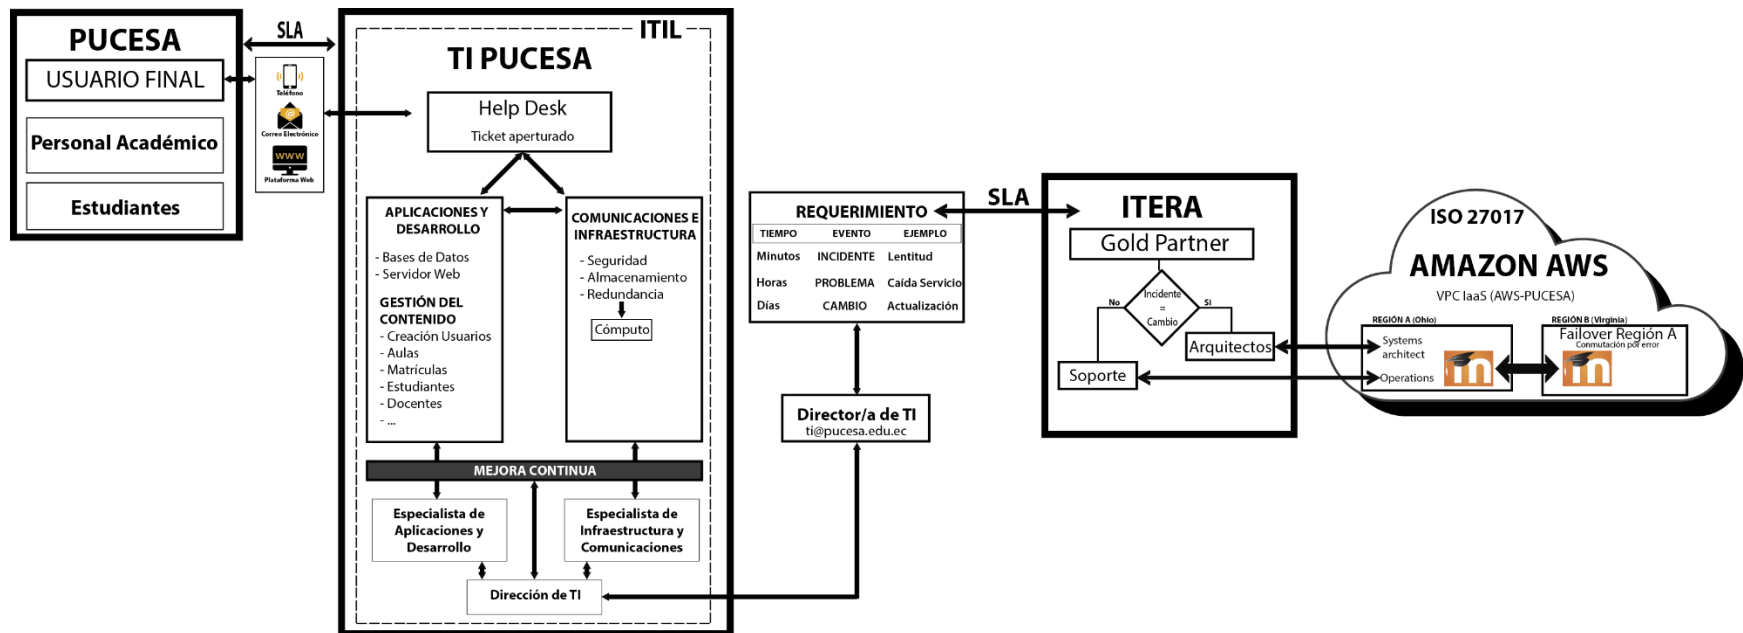 PUCESA
USUARIO FINAL
Personal Académico
Estudiantes
SLA
Teléfono
@
Correo Electrónico
WWW
Plataforma Web
ITIL
TI PUCESA
Help Desk
Ticket aperturado
APLICACIONES Y
DESARROLLO
- Bases de Datos
- Servidor Web
GESTIÓN DEL
CONTENIDO
- Creación Usuarios
- Aulas
- Matrículas
- Estudiantes
- Docentes
- ...
COMUNICACIONES E
INFRAESTRUCTURA
- Seguridad
- Almacenamiento
- Redundancia
Cómputo
MEJORA CONTINUA
Especialista de
Aplicaciones y
Desarrollo
Especialista de
Infraestructura y
Comunicaciones
Dirección de TI
REQUERIMIENTO
TIEMPO EVENTO EJEMPLO
Minutos INCIDENTE Lentitud
Horas PROBLEMA Caída Servicio
Días CAMBIO Actualización
Director/a de TI
ti@pucesa.edu.ec
SLA
ITERA
Gold Partner
Incidente
=
Cambio
No
Si
Arquitectos
Soporte
ISO 27017
AMAZON AWS
VPC IaaS (AWS-PUCESA)
REGIÓN A (Ohio)
Systems
architect
Operations
m
REGIÓN B (Virginia)
Failover Región A
Conmutación por error
m